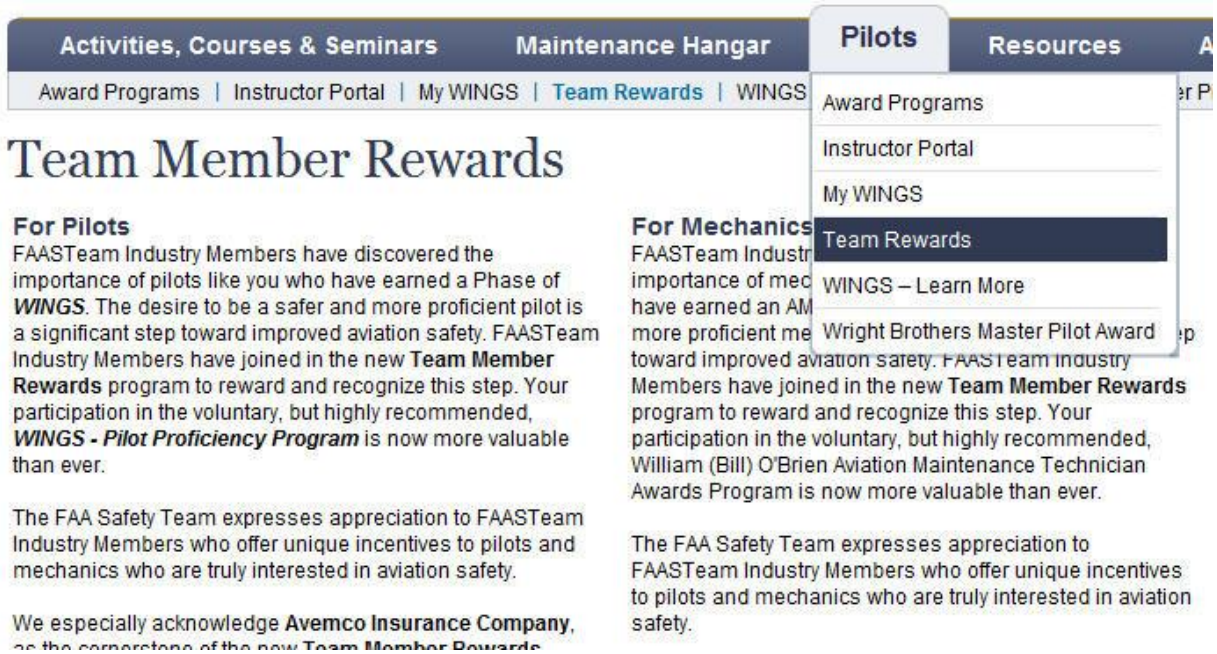 Activities, Courses & Seminars Maintenance Hangar Pilots Resources A
Award Programs | Instructor Portal | My WINGS | Team Rewards | WINGS
Award Programs
Instructor Portal
My WINGS
Team Rewards
WINGS – Learn More
Wright Brothers Master Pilot Award
Team Member Rewards
For Pilots
FAASTeam Industry Members have discovered the
importance of pilots like you who have earned a Phase of
WINGS. The desire to be a safer and more proficient pilot is
a significant step toward improved aviation safety. FAASTeam
Industry Members have joined in the new Team Member
Rewards program to reward and recognize this step. Your
participation in the voluntary, but highly recommended,
WINGS - Pilot Proficiency Program is now more valuable
than ever.
The FAA Safety Team expresses appreciation to FAASTeam
Industry Members who offer unique incentives to pilots and
mechanics who are truly interested in aviation safety.
We especially acknowledge Avemco Insurance Company,
as the cornerstone of the new Team Member Rewards
For Mechanics
FAASTeam Industr
importance of mec
have earned an AM
more proficient me
toward improved aviation safety. FAASTeam Industry
Members have joined in the new Team Member Rewards
program to reward and recognize this step. Your
participation in the voluntary, but highly recommended,
William (Bill) O'Brien Aviation Maintenance Technician
Awards Program is now more valuable than ever.
The FAA Safety Team expresses appreciation to
FAASTeam Industry Members who offer unique incentives
to pilots and mechanics who are truly interested in aviation
safety.